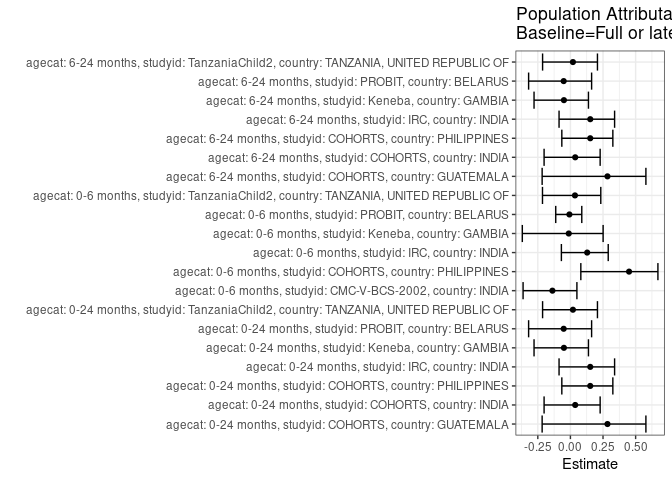 Population Attributa
Baseline=Full or late
agecat: 6-24 months, studyid: TanzaniaChild2, country: TANZANIA, UNITED REPUBLIC OF
agecat: 6-24 months, studyid: PROBIT, country: BELARUS
agecat: 6-24 months, studyid: Keneba, country: GAMBIA
agecat: 6-24 months, studyid: IRC, country: INDIA
agecat: 6-24 months, studyid: COHORTS, country: PHILIPPINES
agecat: 6-24 months, studyid: COHORTS, country: INDIA
agecat: 6-24 months, studyid: COHORTS, country: GUATEMALA
agecat: 0-6 months, studyid: TanzaniaChild2, country: TANZANIA, UNITED REPUBLIC OF
agecat: 0-6 months, studyid: PROBIT, country: BELARUS
agecat: 0-6 months, studyid: Keneba, country: GAMBIA
agecat: 0-6 months, studyid: IRC, country: INDIA
agecat: 0-6 months, studyid: COHORTS, country: PHILIPPINES
agecat: 0-6 months, studyid: CMC-V-BCS-2002, country: INDIA
agecat: 0-24 months, studyid: TanzaniaChild2, country: TANZANIA, UNITED REPUBLIC OF
agecat: 0-24 months, studyid: PROBIT, country: BELARUS
agecat: 0-24 months, studyid: Keneba, country: GAMBIA
agecat: 0-24 months, studyid: IRC, country: INDIA
agecat: 0-24 months, studyid: COHORTS, country: PHILIPPINES
agecat: 0-24 months, studyid: COHORTS, country: INDIA
agecat: 0-24 months, studyid: COHORTS, country: GUATEMALA
-0.25 0.00 0.25 0.50
Estimate